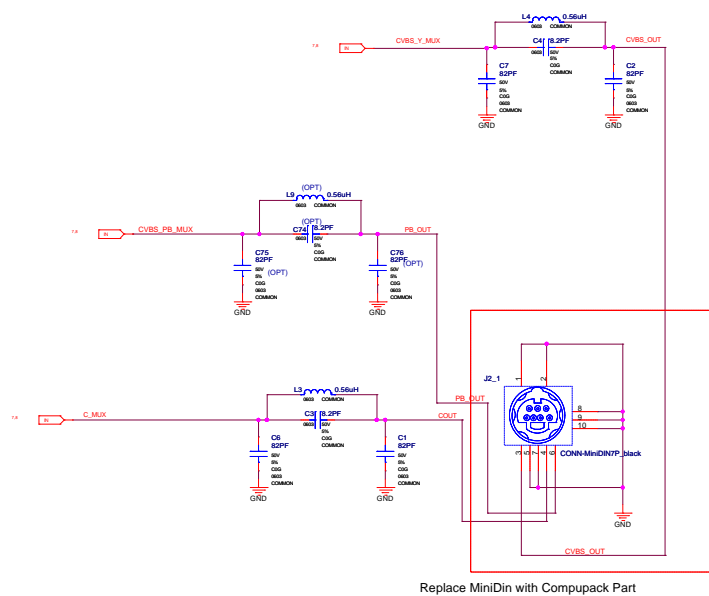 L4 0.56uH
0603 COMMON
7,8 IN CVBS_Y_MUX
C4 8.2PF
CVBS_OUT
0603 50V
5%
C0G
COMMON
C7
82PF
50V
5%
C0G
0603
COMMON
GND
C2
82PF
50V
5%
C0G
0603
COMMON
GND
(OPT)
L9 0.56uH
0603 COMMON
7,8 IN CVBS_PB_MUX
(OPT)
C74 8.2PF
PB_OUT
0603 50V
5%
C0G
COMMON
C75
82PF
50V
(OPT)
5%
C0G
0603
COMMON
GND
C76
82PF
(OPT)
50V
5%
C0G
0603
COMMON
GND
L3 0.56uH
0603 COMMON
7,8 IN C_MUX
C3 8.2PF
COUT
0603 50V
5%
C0G
COMMON
C6
82PF
50V
5%
C0G
0603
COMMON
GND
C1
82PF
50V
5%
C0G
0603
COMMON
GND
J2_1
1 2
PB_OUT
8
9
10
3 5 7 4 6
CONN-MiniDIN7P_black
GND
CVBS_OUT
Replace MiniDin with Compupack Part